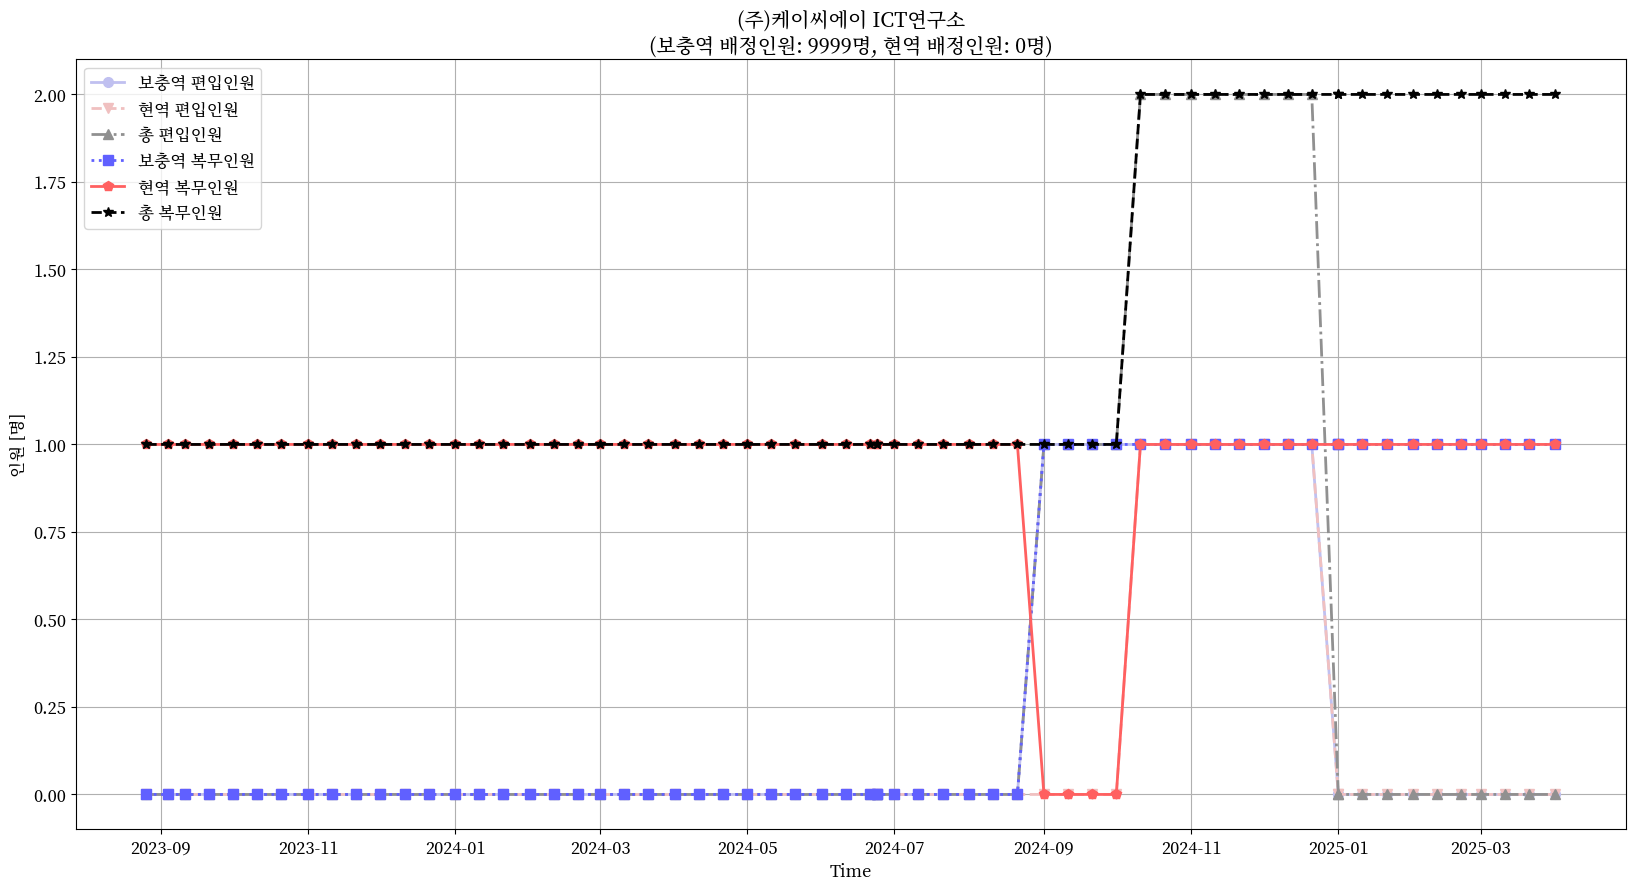 (주)케이씨에이 ICT연구소
(보충역 배정인원: 9999명, 현역 배정인원: 0명)
보충역 편입인원
현역 편입인원
총 편입인원
보충역 복무인원
현역 복무인원
총 복무인원
2.00
1.75
1.50
1.25
1.00
0.75
0.50
0.25
0.00
인원 [명]
2023-09 2023-11 2024-01 2024-03 2024-05 2024-07 2024-09 2024-11 2025-01 2025-03
Time